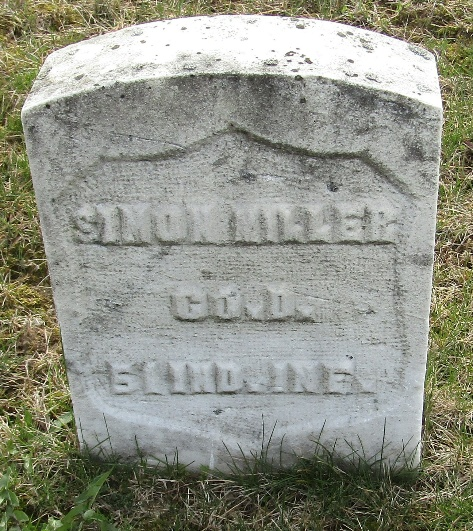 SIMON MILLER
CO. D.
51 IND. INF.